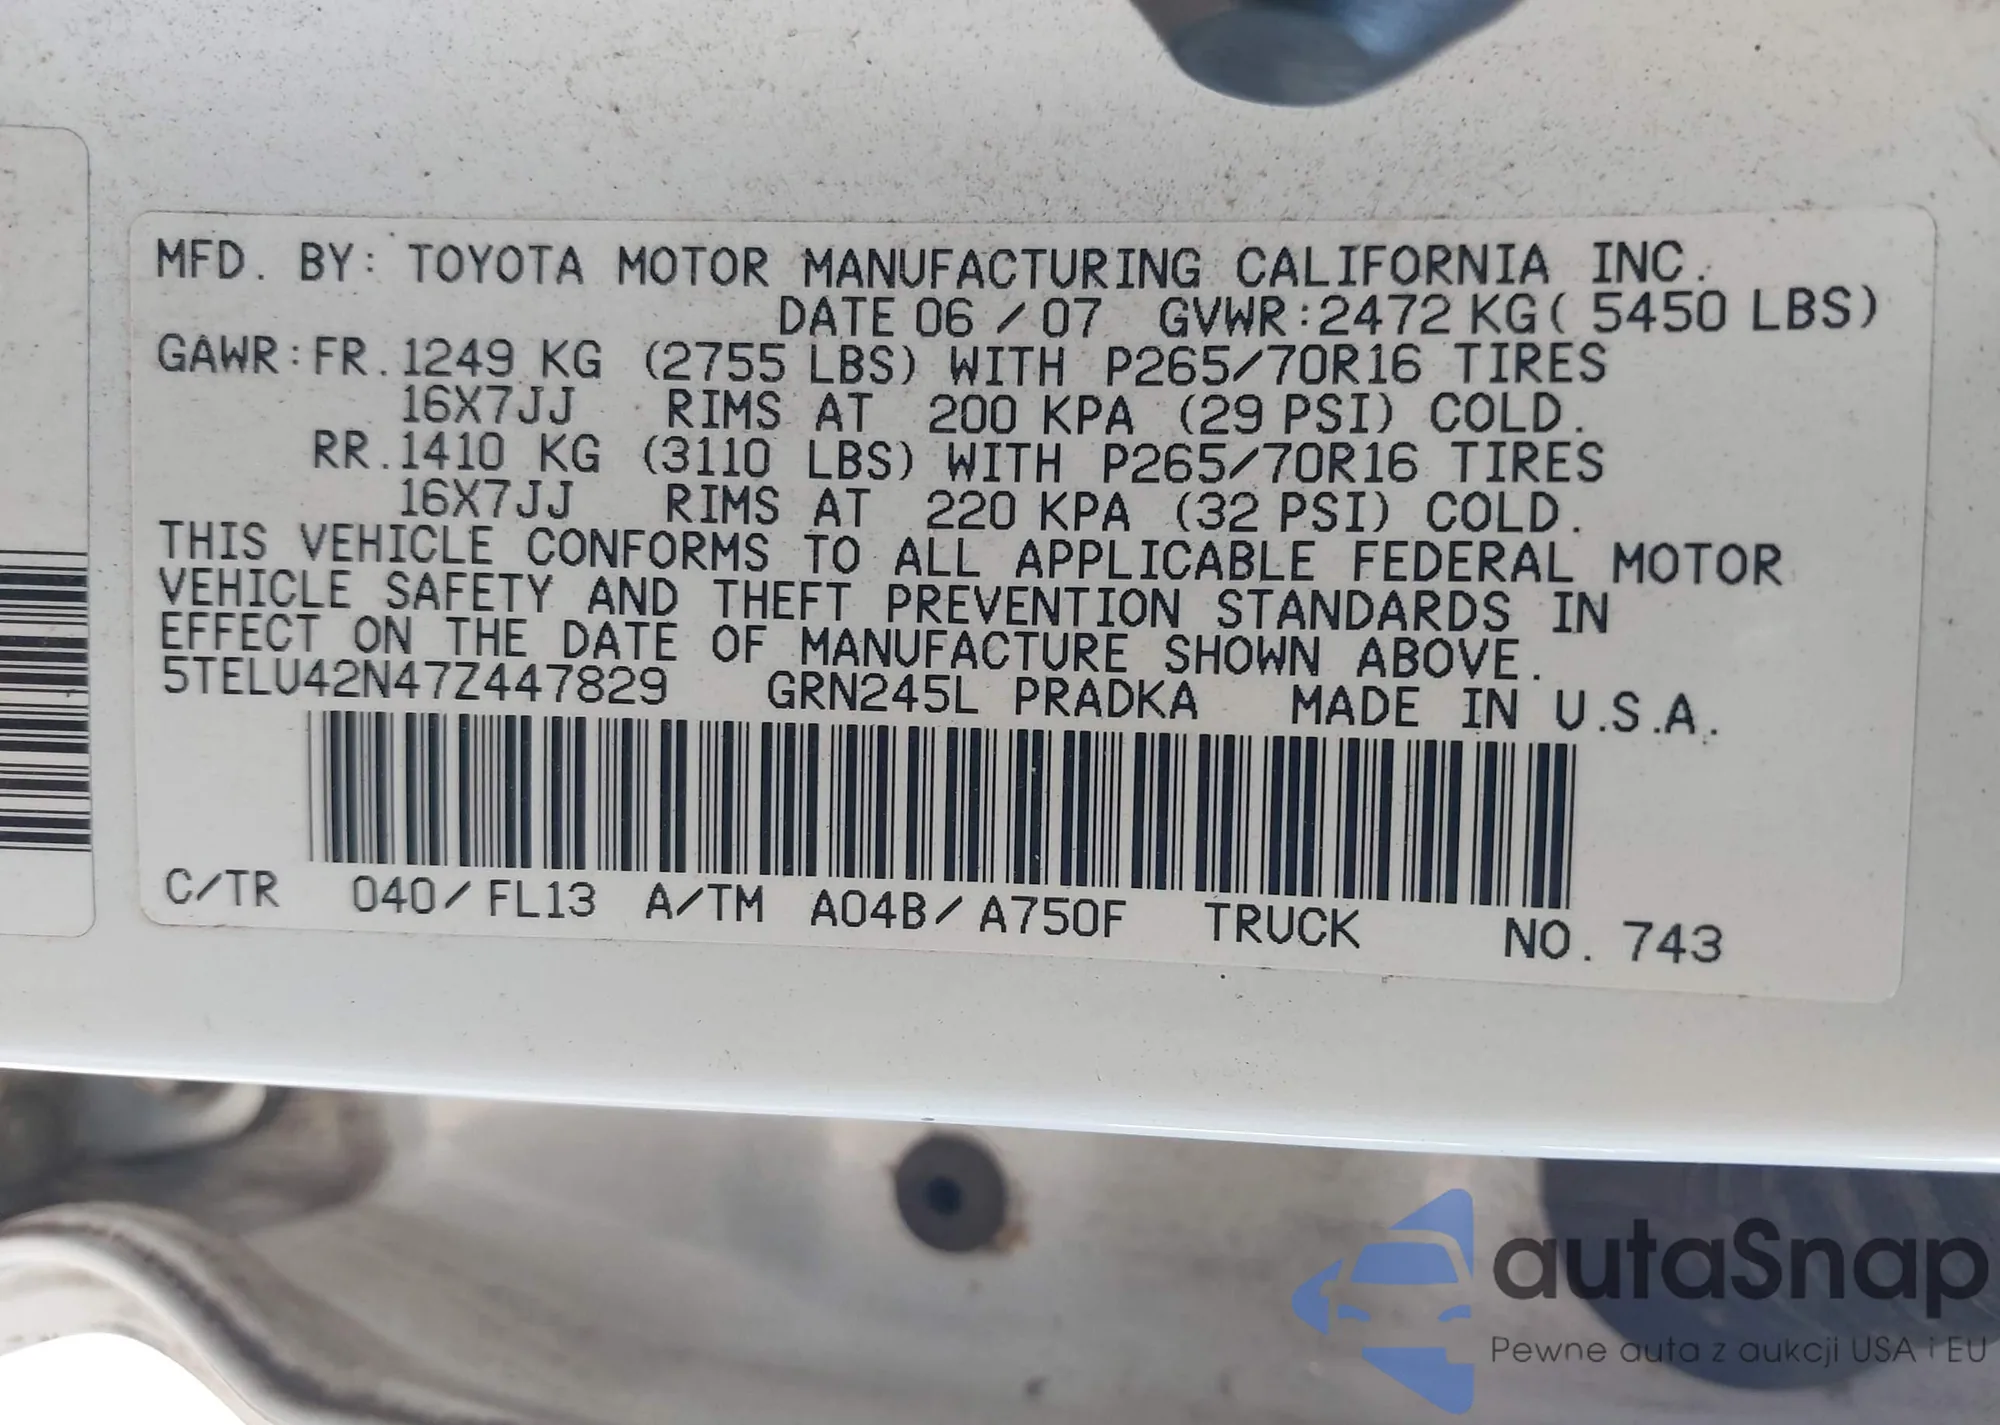 MFD. BY: TOYOTA MOTOR MANUFACTURING CALIFORNIA INC.
DATE 06 / 07 GVWR:2472 KG( 5450 LBS)
GAWR:FR.1249 KG (2755 LBS) WITH P265/70R16 TIRES
16X7JJ RIMS AT 200 KPA (29 PSI) COLD.
RR.1410 KG (3110 LBS) WITH P265/70R16 TIRES
16X7JJ RIMS AT 220 KPA (32 PSI) COLD.
THIS VEHICLE CONFORMS TO ALL APPLICABLE FEDERAL MOTOR
VEHICLE SAFETY AND THEFT PREVENTION STANDARDS IN
EFFECT ON THE DATE OF MANUFACTURE SHOWN ABOVE.
5TELU42N47Z447829 GRN245L PRADKA MADE IN U.S.A.
C/TR 040/FL13 A/TM A04B/A750F TRUCK NO. 743
autaSnap
Pewne auta z aukcji USA i EU